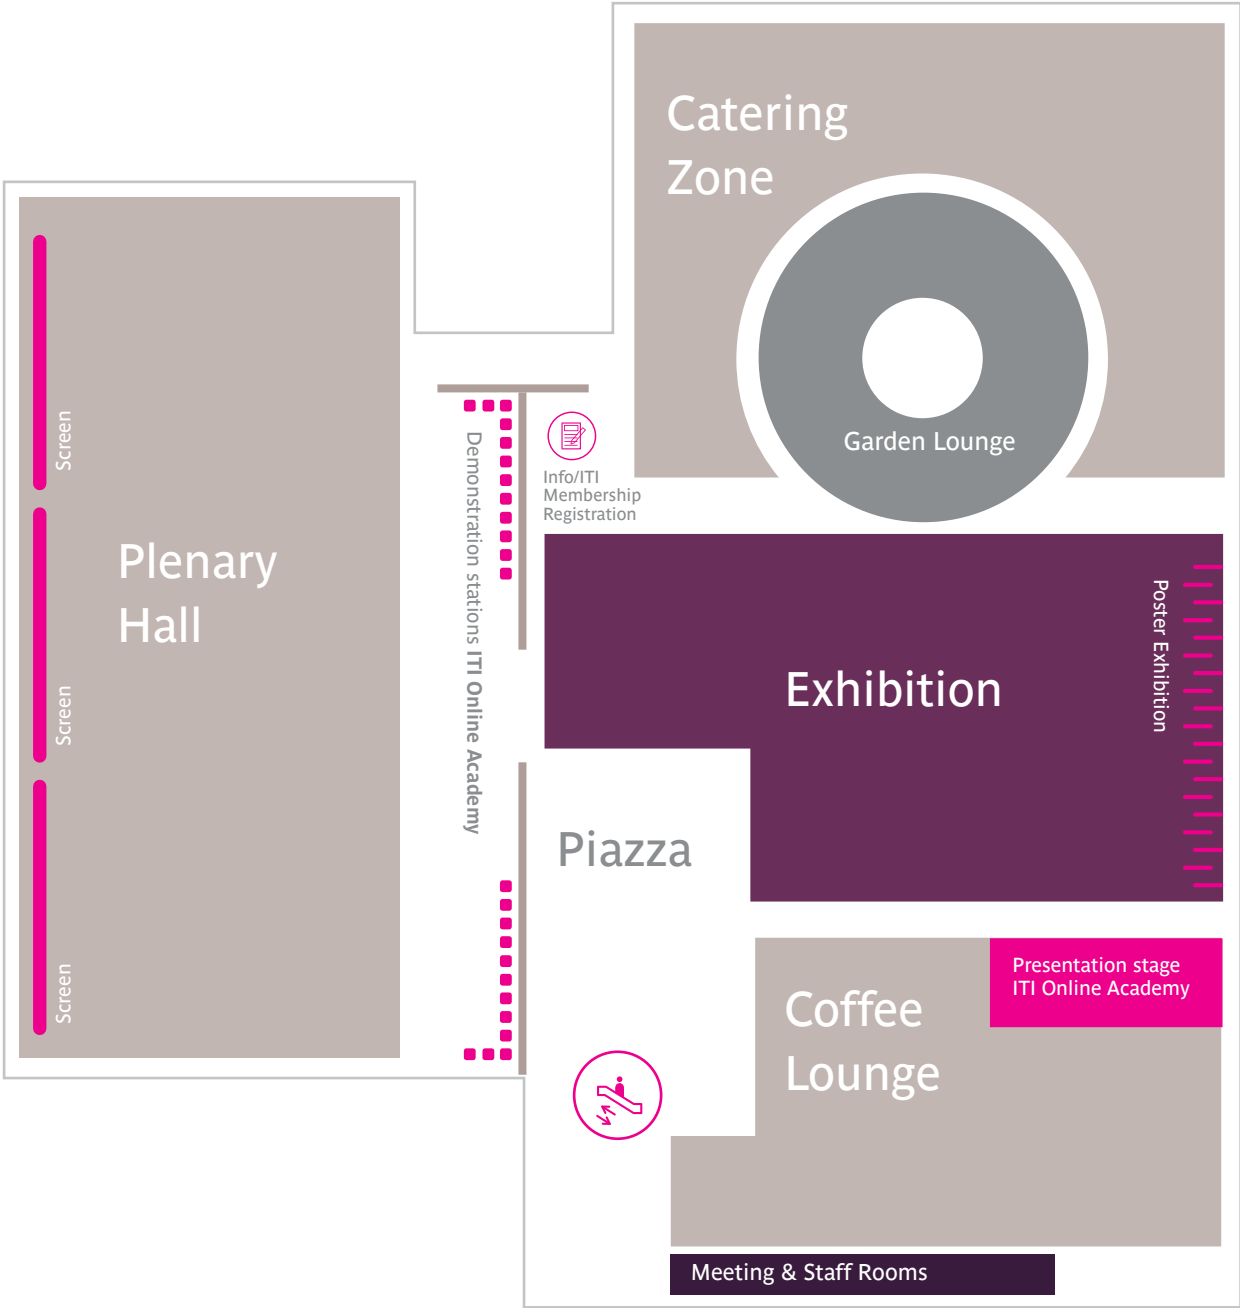 Catering
Zone
Garden Lounge
Screen
Screen
Screen
Plenary
Hall
Demonstration stations ITI Online Academy
Info/ITI
Membership
Registration
Exhibition
Poster Exhibition
Piazza
Presentation stage
ITI Online Academy
Coffee
Lounge
Meeting & Staff Rooms